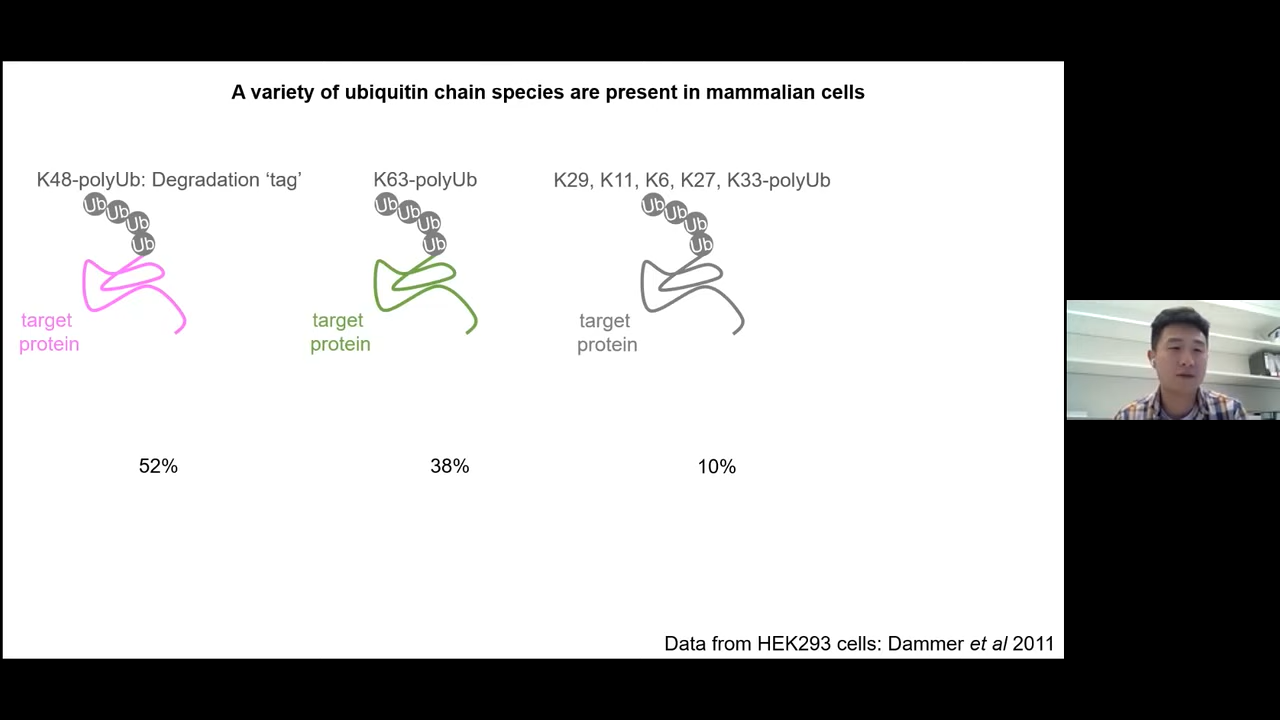 A variety of ubiquitin chain species are present in mammalian cells
K48-polyUb: Degradation ‘tag’
Ub
Ub
Ub
Ub
target
protein
52%
K63-polyUb
Ub
Ub
Ub
Ub
target
protein
38%
K29, K11, K6, K27, K33-polyUb
Ub
Ub
Ub
Ub
target
protein
10%
Data from HEK293 cells: Dammer et al 2011